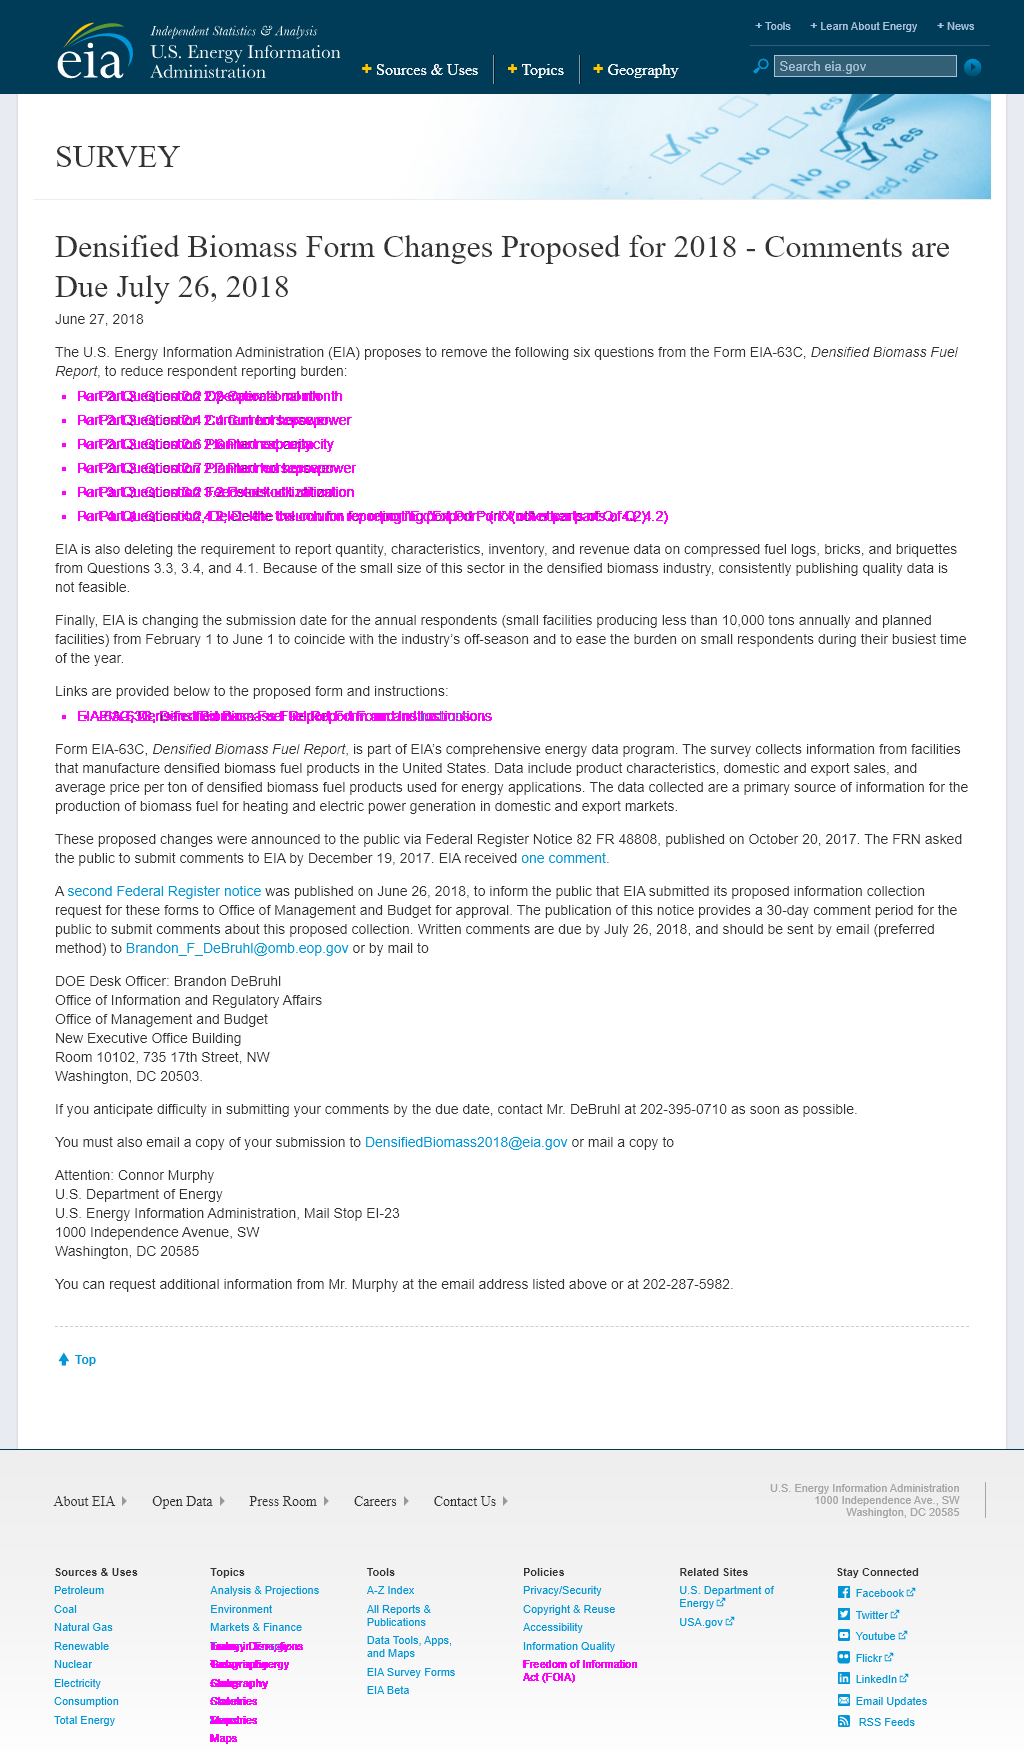 + Tools + Learn About Energy + News
Independent Statistics & Analysis
eia U.S. Energy Information
Administration
+ Sources & Uses + Topics + Geography
Search eia.gov
SURVEY
No Yes
No Yes
No
Densified Biomass Form Changes Proposed for 2018 - Comments are
Due July 26, 2018
June 27, 2018
The U.S. Energy Information Administration (EIA) proposes to remove the following six questions from the Form EIA-63C, Densified Biomass Fuel
Report, to reduce respondent reporting burden:
EIA is also deleting the requirement to report quantity, characteristics, inventory, and revenue data on compressed fuel logs, bricks, and briquettes
from Questions 3.3, 3.4, and 4.1. Because of the small size of this sector in the densified biomass industry, consistently publishing quality data is
not feasible.
Finally, EIA is changing the submission date for the annual respondents (small facilities producing less than 10,000 tons annually and planned
facilities) from February 1 to June 1 to coincide with the industry's off-season and to ease the burden on small respondents during their busiest time
of the year.
Links are provided below to the proposed form and instructions:
Form EIA-63C, Densified Biomass Fuel Report, is part of EIA's comprehensive energy data program. The survey collects information from facilities
that manufacture densified biomass fuel products in the United States. Data include product characteristics, domestic and export sales, and
average price per ton of densified biomass fuel products used for energy applications. The data collected are a primary source of information for the
production of biomass fuel for heating and electric power generation in domestic and export markets.
These proposed changes were announced to the public via Federal Register Notice 82 FR 48808, published on October 20, 2017. The FRN asked
the public to submit comments to EIA by December 19, 2017. EIA received one comment.
A second Federal Register notice was published on June 26, 2018, to inform the public that EIA submitted its proposed information collection
request for these forms to Office of Management and Budget for approval. The publication of this notice provides a 30-day comment period for the
public to submit comments about this proposed collection. Written comments are due by July 26, 2018, and should be sent by email (preferred
method) to Brandon_F_DeBruhl@omb.eop.gov or by mail to
DOE Desk Officer: Brandon DeBruhl
Office of Information and Regulatory Affairs
Office of Management and Budget
New Executive Office Building
Room 10102, 735 17th Street, NW
Washington, DC 20503.
If you anticipate difficulty in submitting your comments by the due date, contact Mr. DeBruhl at 202-395-0710 as soon as possible.
You must also email a copy of your submission to DensifiedBiomass2018@eia.gov or mail a copy to
Attention: Connor Murphy
U.S. Department of Energy
U.S. Energy Information Administration, Mail Stop EI-23
1000 Independence Avenue, SW
Washington, DC 20585
You can request additional information from Mr. Murphy at the email address listed above or at 202-287-5982.
Top
About EIA Open Data Press Room Careers Contact Us
U.S. Energy Information Administration
1000 Independence Ave., SW
Washington, DC 20585
Sources & Uses
Petroleum
Coal
Natural Gas
Renewable
Nuclear
Electricity
Consumption
Total Energy
Topics
Analysis & Projections
Environment
Markets & Finance
Maps
Tools
A-Z Index
All Reports &
Publications
Data Tools, Apps,
and Maps
EIA Survey Forms
EIA Beta
Policies
Privacy/Security
Copyright & Reuse
Accessibility
Information Quality
Freedom of Information
Act (FOIA)
Related Sites
U.S. Department of
Energy
USA.gov
Stay Connected
Facebook
Twitter
Youtube
Flickr
LinkedIn
Email Updates
RSS Feeds